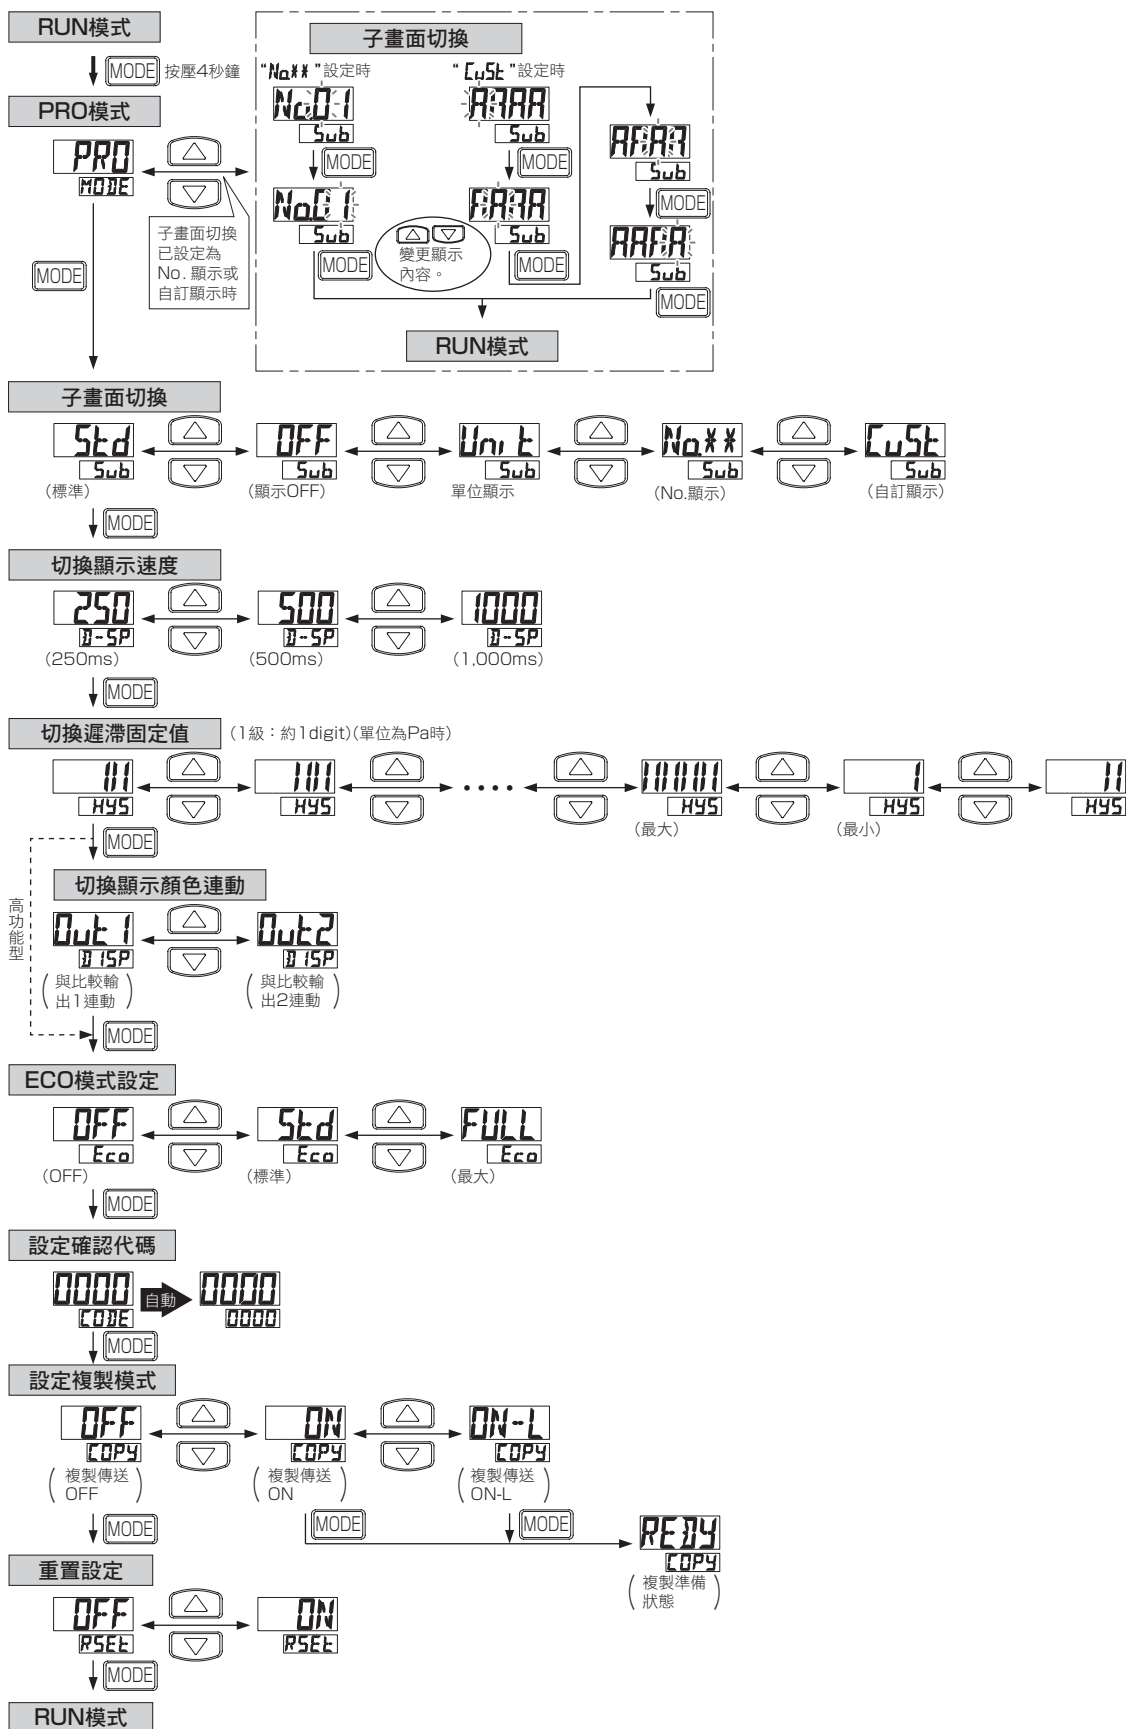 RUN模式
MODE 按壓4秒鐘
PRO模式
PRO
MODE
子畫面切換
已設定為
No. 顯示或
自訂顯示時
MODE
子畫面切換
“No.** ”設定時
“ CuSt ”設定時
No.01
Sub
MODE
No.01
Sub
MODE
AAAA
Sub
MODE
AAAA
Sub
MODE
變更顯示
內容。
AAAA
Sub
MODE
AAAA
Sub
MODE
RUN模式
子畫面切換
Std OFF Unit No.** CuSt
Sub Sub Sub Sub Sub
(標準) (顯示OFF) 單位顯示 (No.顯示) (自訂顯示)
MODE
切換顯示速度
250 500 1000
D-SP D-SP D-SP
(250ms) (500ms) (1,000ms)
MODE
切換遲滯固定值 (1級：約1digit)(單位為Pa時)
HYS HYS •••• HYS HYS HYS
(最大) (最小)
MODE
高功能型
切換顯示顏色連動
Out1 Out2
DISP DISP
(與比較輸 (與比較輸
出1連動) 出2連動)
MODE
ECO模式設定
OFF Std FULL
Eco Eco Eco
(OFF) (標準) (最大)
MODE
設定確認代碼
0000 自動 0000
CODE 0000
MODE
設定複製模式
OFF ON ON-L
COPY COPY COPY
(複製傳送 (複製傳送 (複製傳送
OFF) ON) ON-L)
MODE MODE MODE
REDY
COPY
(複製準備
狀態)
重置設定
OFF ON
RSEt RSEt
MODE
RUN模式